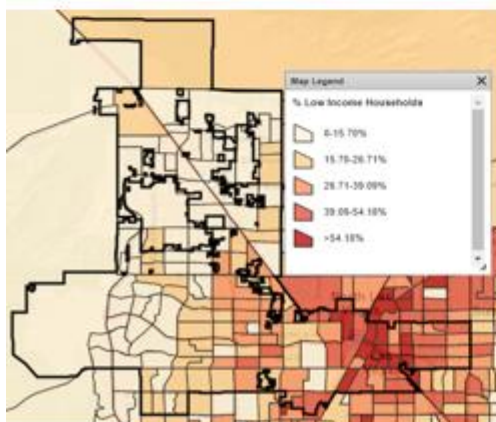 Map Legend
% Low Income Households
0-15.70%
15.70-26.71%
26.71-39.09%
39.09-54.18%
>54.18%